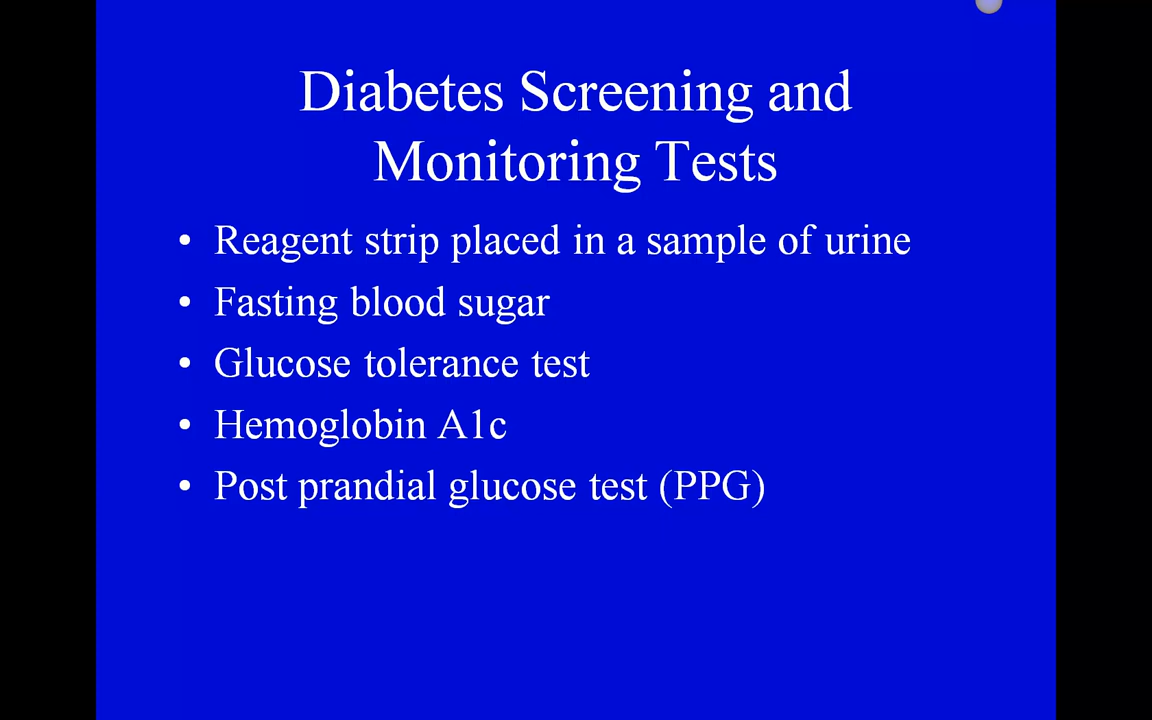 Diabetes Screening and
Monitoring Tests
• Reagent strip placed in a sample of urine
• Fasting blood sugar
• Glucose tolerance test
• Hemoglobin A1c
• Post prandial glucose test (PPG)